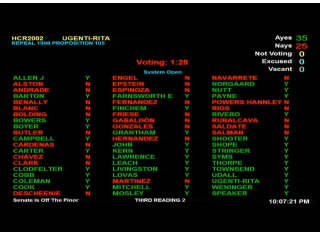 HCR2002 UGENTI-RITA Ayes 35
REPEAL 1998 PROPOSITION 105 Nays 25
Not Voting 0
Voting: 1:28 Excused 0
System Open Vacant 0
ALLEN J Y ENGEL N NAVARRETE N
ALSTON N EPSTEIN N NORGAARD Y
ANDRADE N ESPINOZA N NUTT Y
BARTON Y FARNSWORTH E Y PAYNE Y
BENALLY N FERNANDEZ N POWERS HANNLEY N
BLANC N FINCHEM Y RIOS N
BOLDING N FRIESE N RIVERO Y
BOWERS Y GABALDÓN N RUBALCAVA N
BOYER Y GONZALES N SALDATE N
BUTLER N GRANTHAM Y SALMAN N
CAMPBELL Y HERNANDEZ N SHOOTER Y
CARDENAS N JOHN Y SHOPE Y
CARTER Y KERN Y STRINGER Y
CHÁVEZ N LAWRENCE Y SYMS Y
CLARK N LEACH Y THORPE Y
CLODFELTER Y LIVINGSTON Y TOWNSEND Y
COBB Y LOVAS Y UDALL Y
COLEMAN Y MARTINEZ N UGENTI-RITA Y
COOK Y MITCHELL Y WENINGER Y
DESCHEENIE N MOSLEY Y SPEAKER Y
Senate Is Off The Floor THIRD READING 2 10:07:21 PM